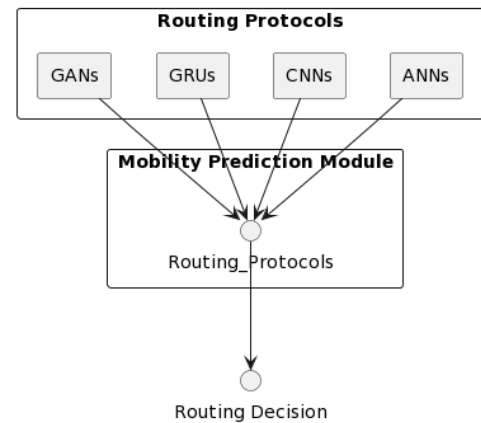 Routing Protocols
GANs GRUs CNNs ANNs
Mobility Prediction Module
Routing_Protocols
Routing Decision